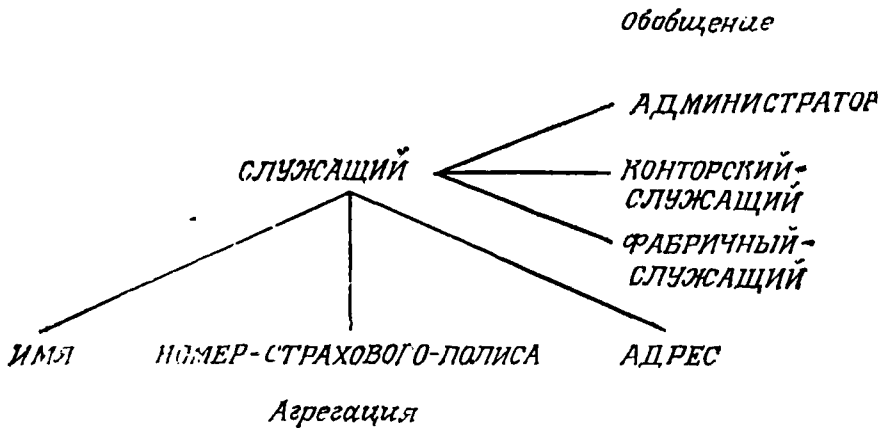 Обобщение
АДМИНИСТРАТОР
СЛУЖАЩИЙ
КОНТОРСКИЙ-
СЛУЖАЩИЙ
ФАБРИЧНЫЙ-
СЛУЖАЩИЙ
ИМЯ НОМЕР-СТРАХОВОГО-ПОЛИСА АДРЕС
Агрегация